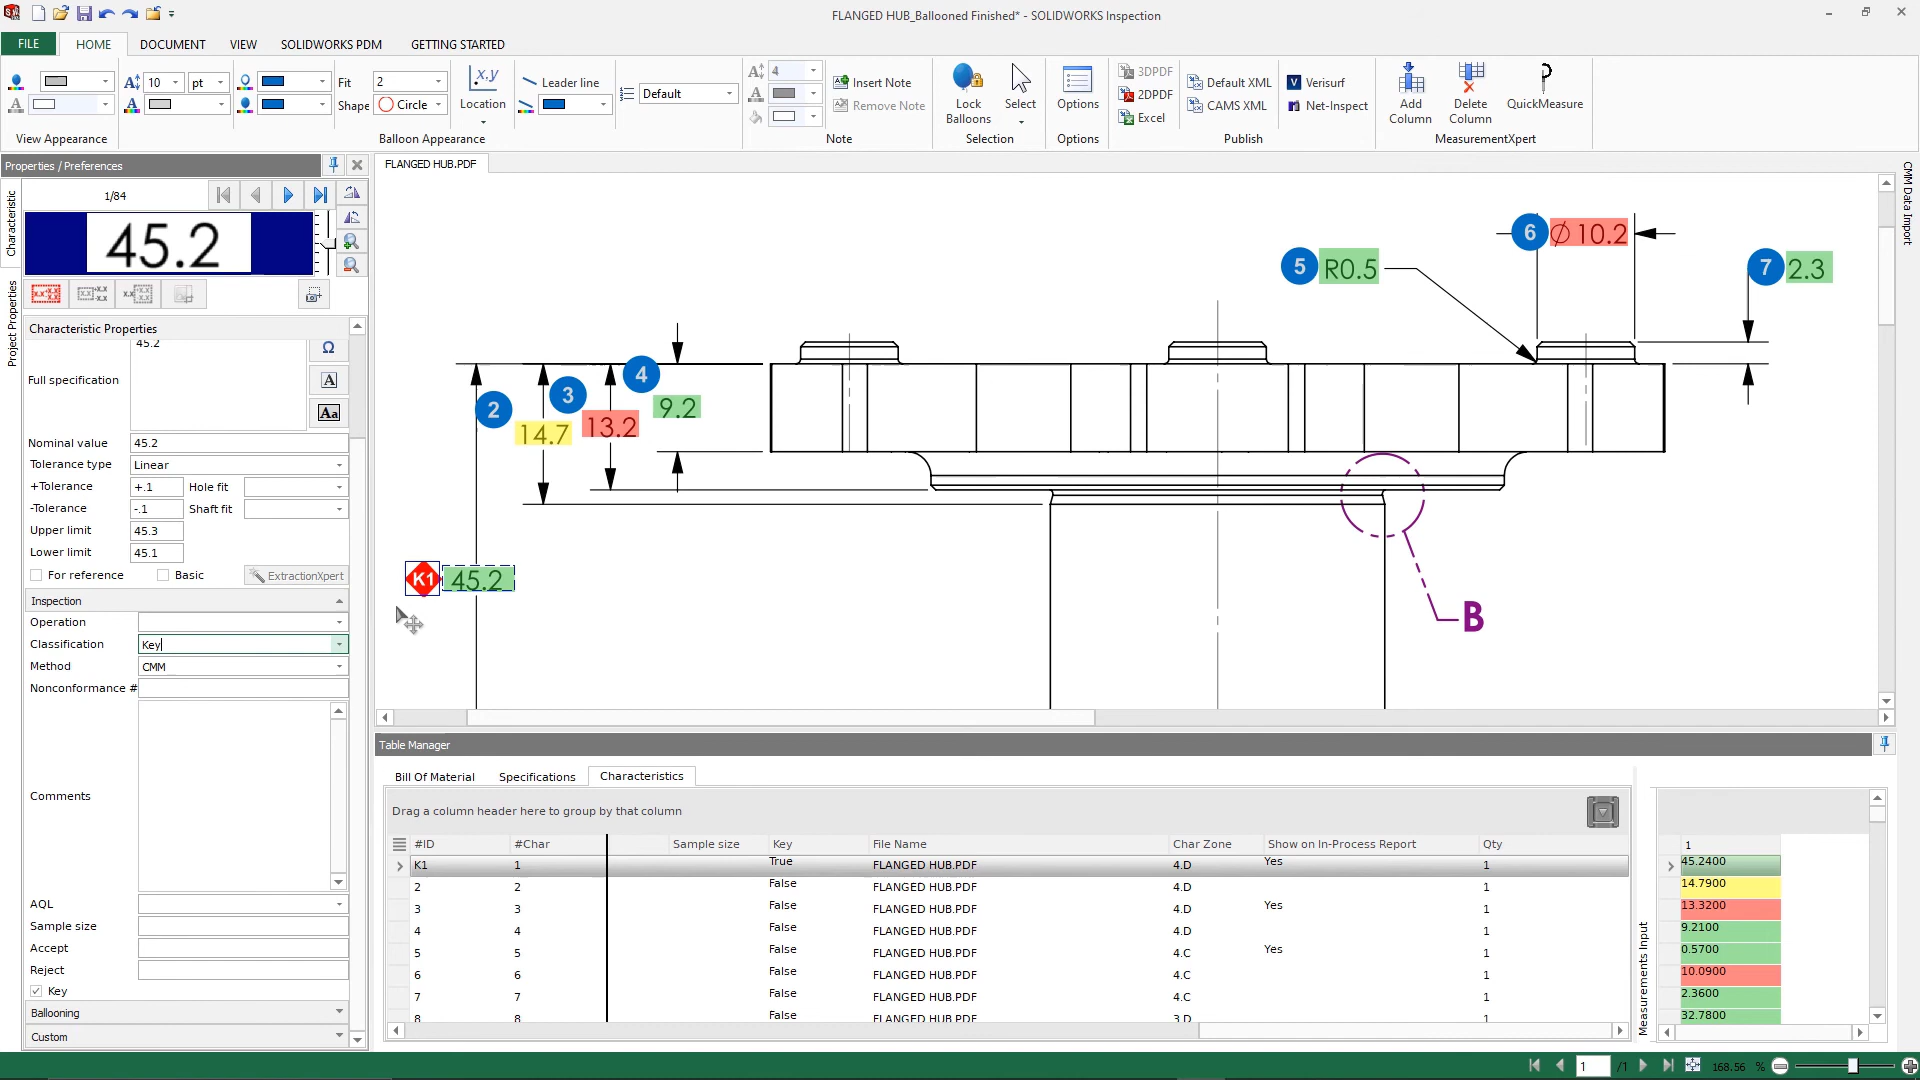 FLANGED HUB_Ballooned Finished* - SOLIDWORKS Inspection
FILE HOME DOCUMENT VIEW SOLIDWORKS PDM GETTING STARTED
10 pt Fit 2 Leader line Default 4 Insert Note 3DPDF Default XML Verisurf
Shape Circle Location Remove Note Lock Balloons Select Options 2PDF CAMS XML Net-Inspect Add Column Delete Column QuickMeasure
x.y
Excel
View Appearance Balloon Appearance Note Selection Options Publish MeasurementXpert
Properties / Preferences
FLANGED HUB.PDF
CMM Data Import
Characteristic
Project Properties
1/84
45.2
Characteristic Properties
45.2
Full specification
Ω
A
Aa
Nominal value 45.2
Tolerance type Linear
+Tolerance +.1 Hole fit
-Tolerance -.1 Shaft fit
Upper limit 45.3
Lower limit 45.1
For reference Basic ExtractionXpert
Inspection
Operation
Classification Key
Method CMM
Nonconformance #
Comments
AQL
Sample size
Accept
Reject
Key
Ballooning
Custom
6 Ø 10.2
5 R0.5
7 2.3
4 9.2
3 13.2
2 14.7
K1 45.2
B
Table Manager
Bill Of Material Specifications Characteristics
Drag a column header here to group by that column
#ID #Char Sample size Key File Name Char Zone Show on In-Process Report Qty
K1 1 True FLANGED HUB.PDF 4.D Yes 1
2 2 False FLANGED HUB.PDF 4.D 1
3 3 False FLANGED HUB.PDF 4.D Yes 1
4 4 False FLANGED HUB.PDF 4.D 1
5 5 False FLANGED HUB.PDF 4.C Yes 1
6 6 False FLANGED HUB.PDF 4.C 1
7 7 False FLANGED HUB.PDF 4.C 1
8 8 False FLANGED HUB.PDF 3.D 1
Measurements Input
1
45.2400
14.7900
13.3200
9.2100
0.5700
10.0900
2.3600
32.7800
1 /1 168.56 %